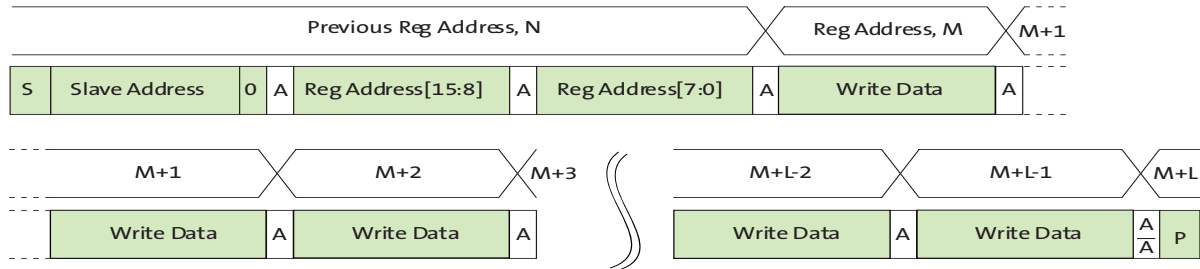 Previous Reg Address, N Reg Address, M M+1
S Slave Address 0 A Reg Address[15:8] A Reg Address[7:0] A Write Data A
M+1 M+2 M+3 M+L-2 M+L-1 M+L
Write Data A Write Data A Write Data A Write Data A/A̅ P